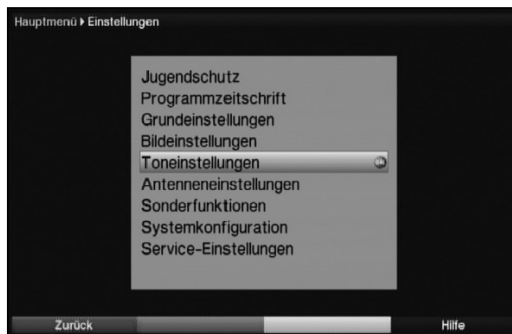 Hauptmenü ▸ Einstellungen
Jugendschutz
Programmzeitschrift
Grundeinstellungen
Bildeinstellungen
Toneinstellungen
Antenneneinstellungen
Sonderfunktionen
Systemkonfiguration
Service-Einstellungen
Zurück
Hilfe